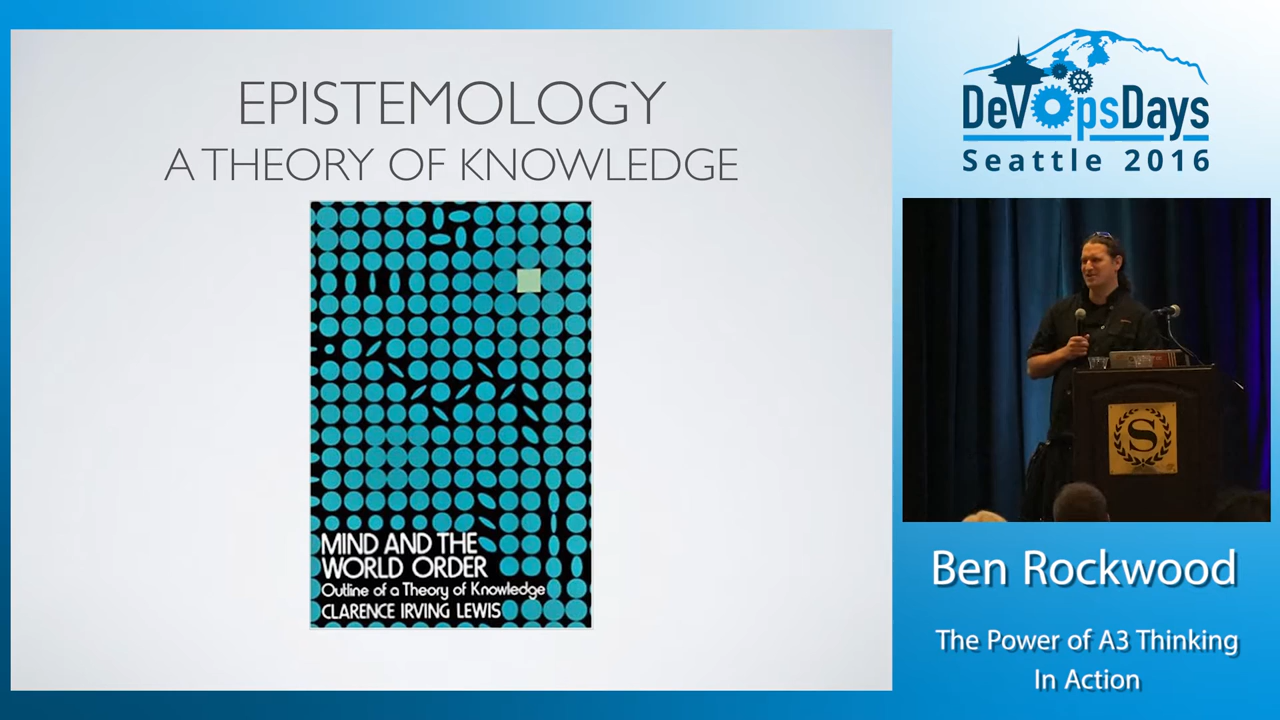 EPISTEMOLOGY
A THEORY OF KNOWLEDGE
MIND AND THE
WORLD ORDER
Outline of a Theory of Knowledge
CLARENCE IRVING LEWIS
DevOpsDays
Seattle 2016
S
Ben Rockwood
The Power of A3 Thinking
In Action